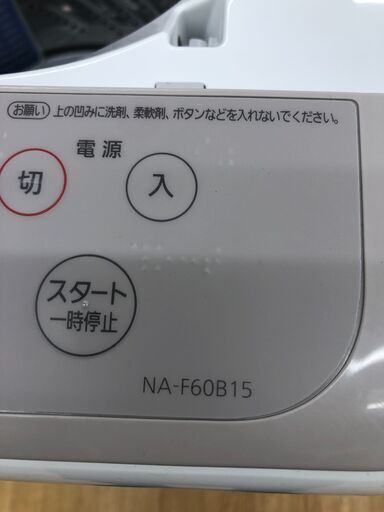 お願い 上の凹みに洗剤、柔軟剤、ボタンなどを入れないでください。
電源
切 入
スタート
一時停止
NA-F60B15